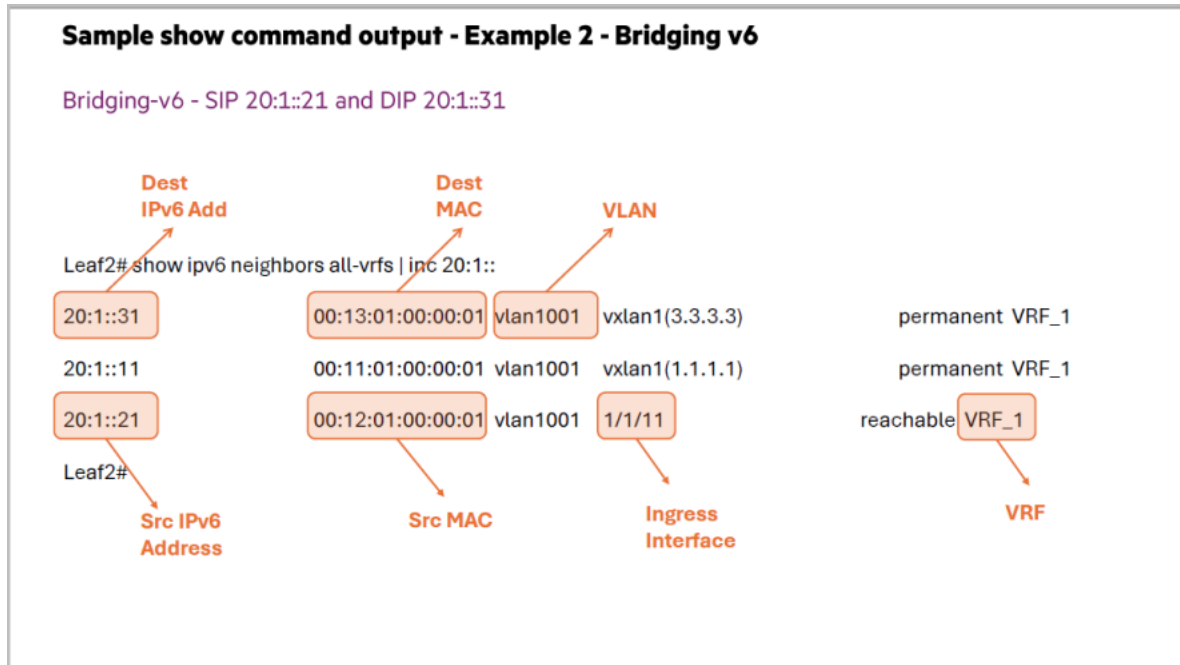 Sample show command output - Example 2 - Bridging v6
Bridging-v6 - SIP 20:1::21 and DIP 20:1::31
Dest
IPv6 Add
Dest
MAC
VLAN
Leaf2# show ipv6 neighbors all-vrfs | inc 20:1::
20:1::31 00:13:01:00:00:01 vlan1001 vxlan1(3.3.3.3) permanent VRF_1
20:1::11 00:11:01:00:00:01 vlan1001 vxlan1(1.1.1.1) permanent VRF_1
20:1::21 00:12:01:00:00:01 vlan1001 1/1/11 reachable VRF_1
Leaf2#
Src IPv6
Address
Src MAC
Ingress
Interface
VRF